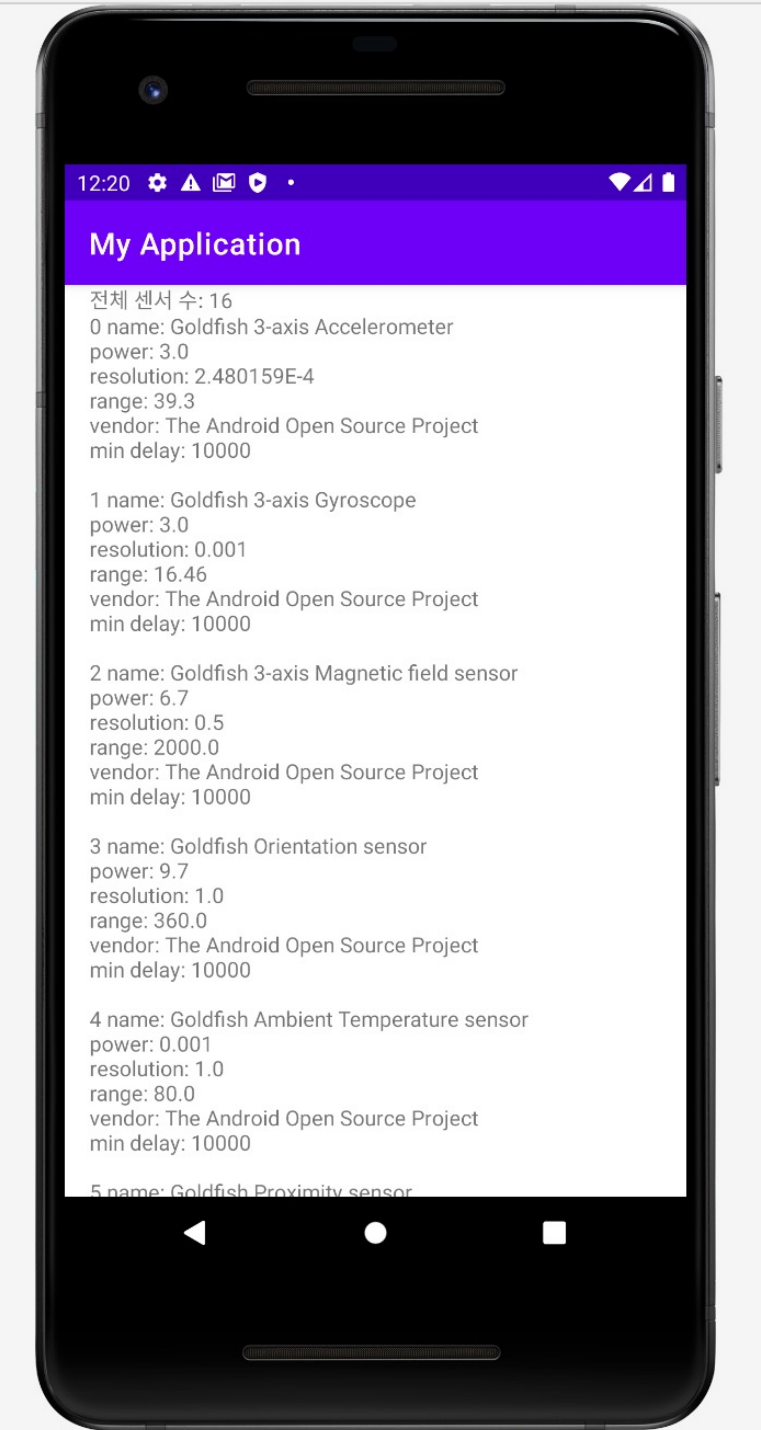 12:20
My Application
전체 센서 수: 16
0 name: Goldfish 3-axis Accelerometer
power: 3.0
resolution: 2.480159E-4
range: 39.3
vendor: The Android Open Source Project
min delay: 10000
1 name: Goldfish 3-axis Gyroscope
power: 3.0
resolution: 0.001
range: 16.46
vendor: The Android Open Source Project
min delay: 10000
2 name: Goldfish 3-axis Magnetic field sensor
power: 6.7
resolution: 0.5
range: 2000.0
vendor: The Android Open Source Project
min delay: 10000
3 name: Goldfish Orientation sensor
power: 9.7
resolution: 1.0
range: 360.0
vendor: The Android Open Source Project
min delay: 10000
4 name: Goldfish Ambient Temperature sensor
power: 0.001
resolution: 1.0
range: 80.0
vendor: The Android Open Source Project
min delay: 10000
5 name: Goldfish Proximity sensor